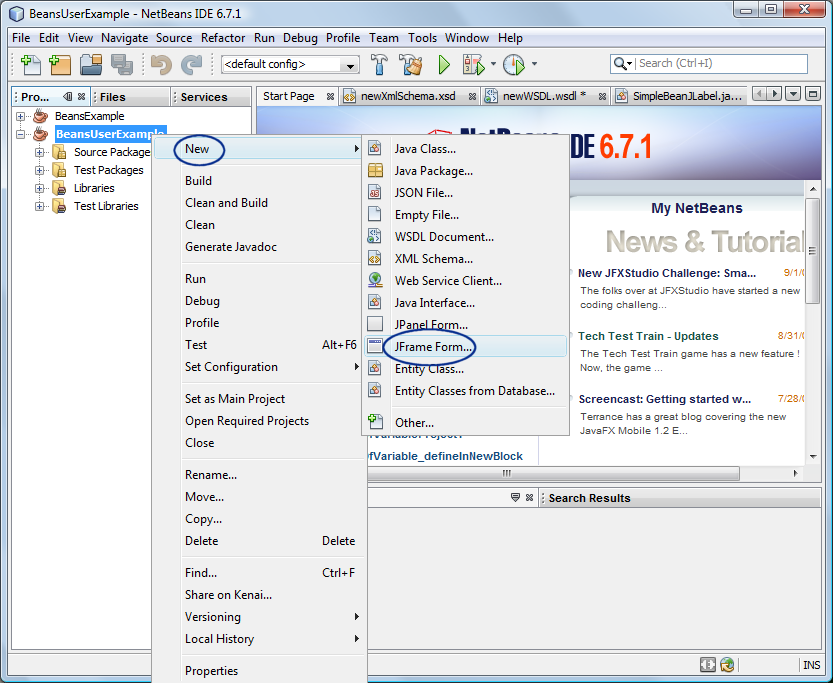 BeansUserExample - NetBeans IDE 6.7.1
File Edit View Navigate Source Refactor Run Debug Profile Team Tools Window Help
<default config>
Search (Ctrl+I)
Pro...
Files
Services
Start Page
newXmlSchema.xsd
newWSDL.wsdl *
SimpleBeanJLabel.ja...
BeansExample
BeansUserExample
Source Package
Test Packages
Libraries
Test Libraries
New
Build
Clean and Build
Clean
Generate Javadoc
Run
Debug
Profile
Test Alt+F6
Set Configuration
Set as Main Project
Open Required Projects
Close
Rename...
Move...
Copy...
Delete Delete
Find... Ctrl+F
Share on Kenai...
Versioning
Local History
Properties
Java Class...
Java Package...
JSON File...
Empty File...
WSDL Document...
XML Schema...
Web Service Client...
Java Interface...
JPanel Form...
JFrame Form...
Entity Class...
Entity Classes from Database...
Other...
NetBeans IDE 6.7.1
My NetBeans
News & Tutorial
New JFXStudio Challenge: Sma... 9/1/0
The folks over at JFXStudio have started a new
coding challeng...
Tech Test Train - Updates 8/31/0
The Tech Test Train game has a new feature !
Now, the game ...
Screencast: Getting started w... 7/28/0
Terrance has a great blog covering the new
JavaFX Mobile 1.2 E...
fVariable_defineInNewBlock
Search Results
INS